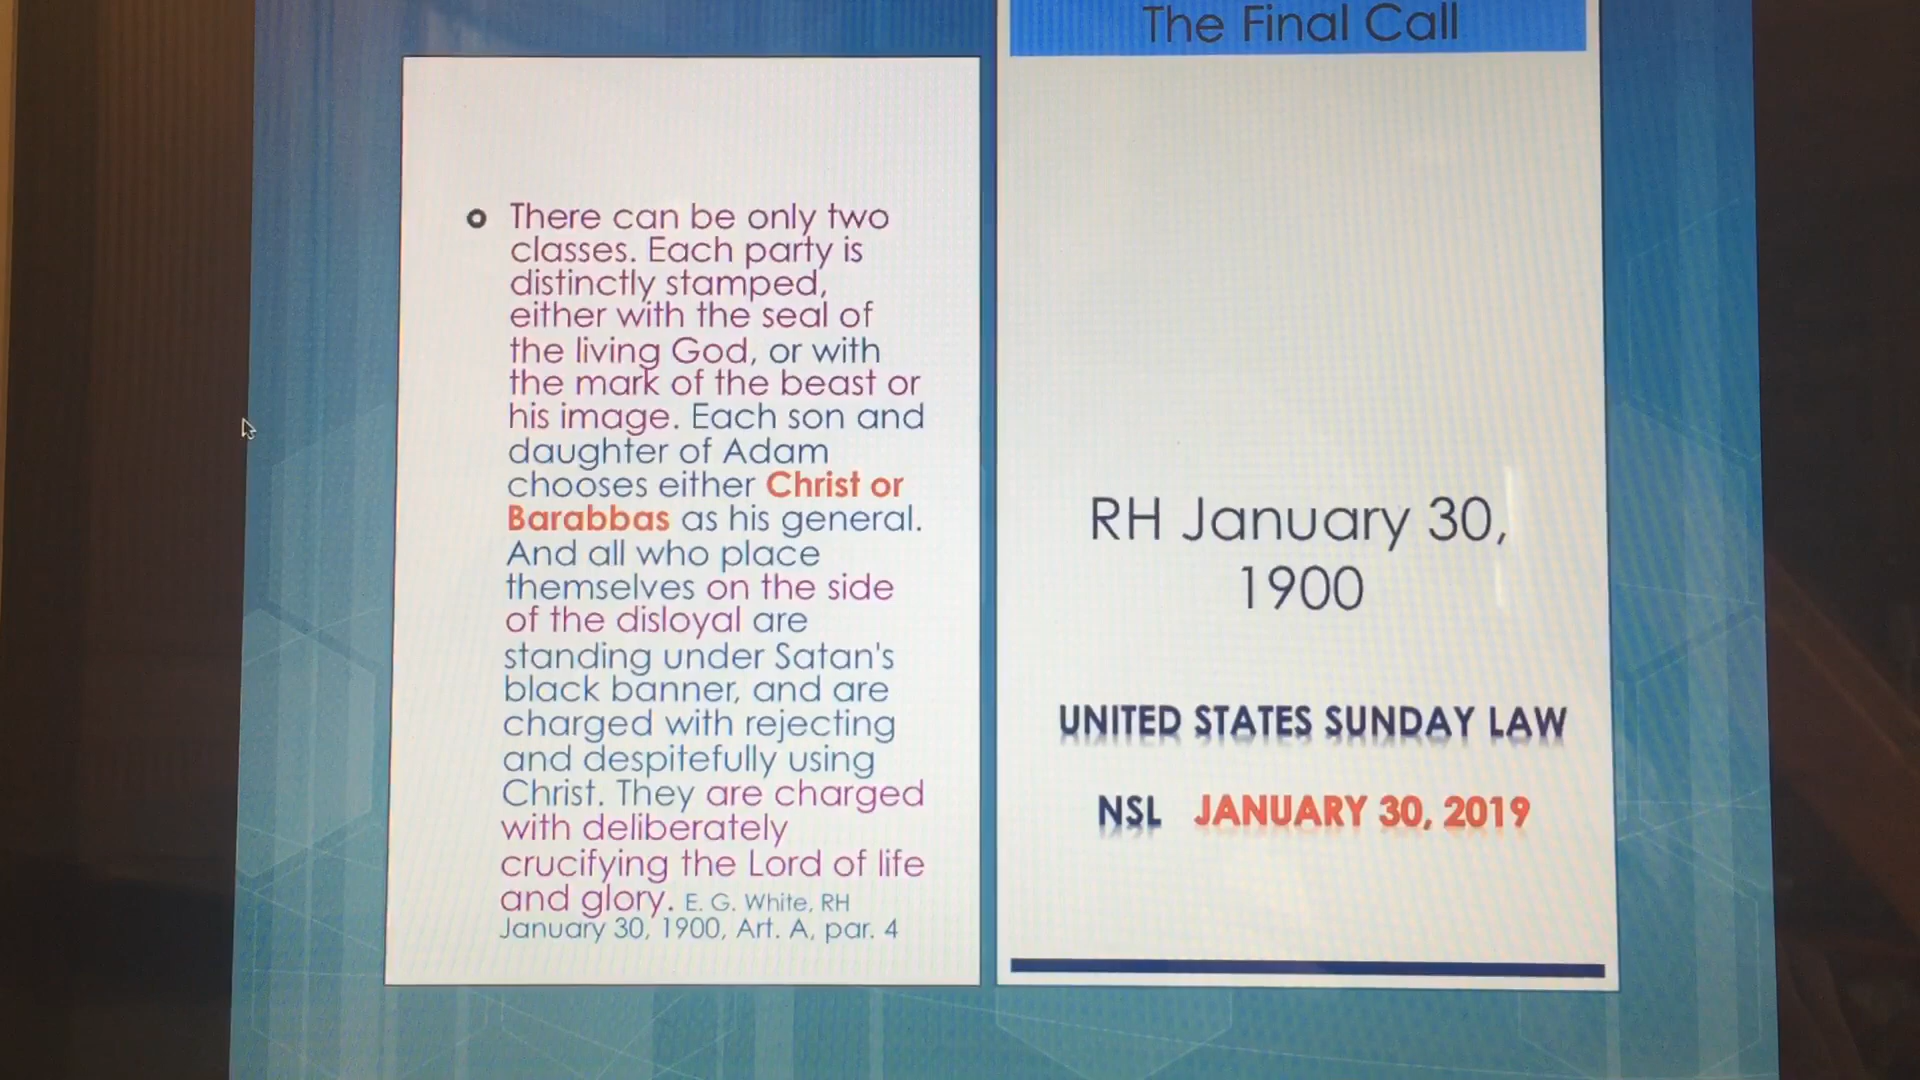 The Final Call
There can be only two
classes. Each party is
distinctly stamped,
either with the seal of
the living God, or with
the mark of the beast or
his image. Each son and
daughter of Adam
chooses either Christ or
Barabbas as his general.
And all who place
themselves on the side
of the disloyal are
standing under Satan's
black banner, and are
charged with rejecting
and despitefully using
Christ. They are charged
with deliberately
crucifying the Lord of life
and glory. E. G. White, RH
January 30, 1900, Art. A, par. 4
RH January 30,
1900
UNITED STATES SUNDAY LAW
NSL JANUARY 30, 2019